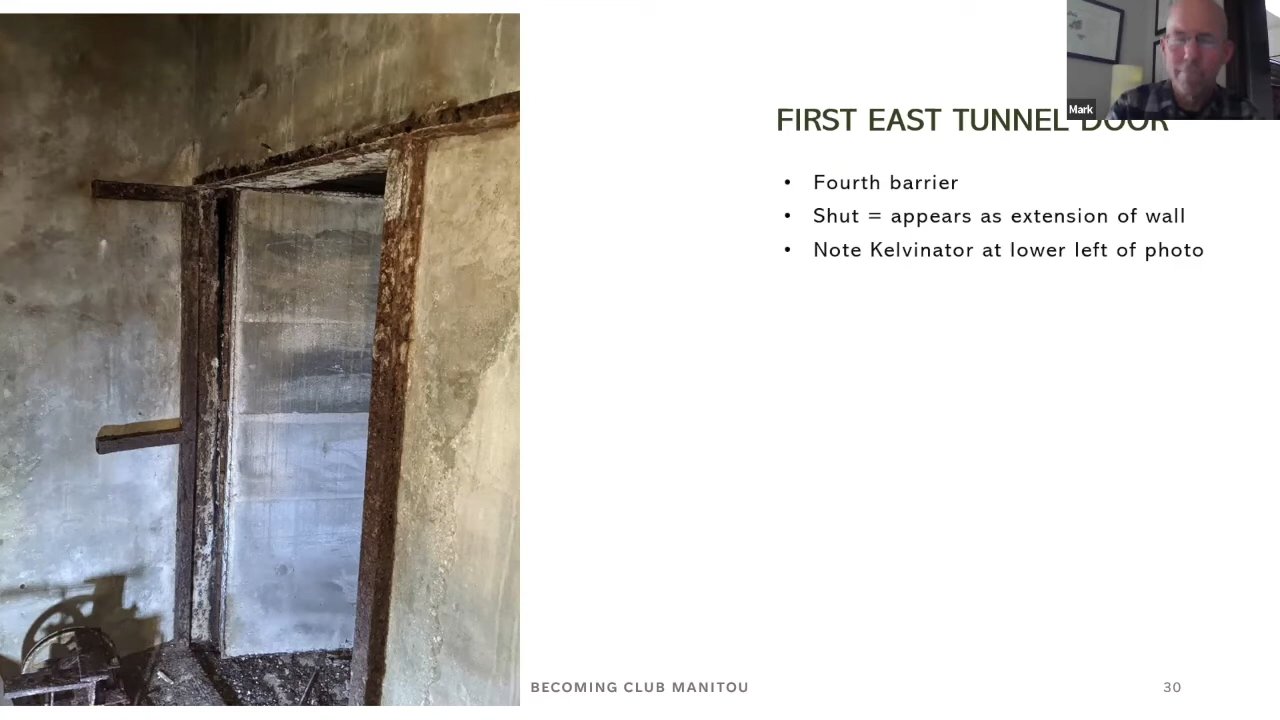 Mark
FIRST EAST TUNNEL DOOR
• Fourth barrier
• Shut = appears as extension of wall
• Note Kelvinator at lower left of photo
BECOMING CLUB MANITOU
30